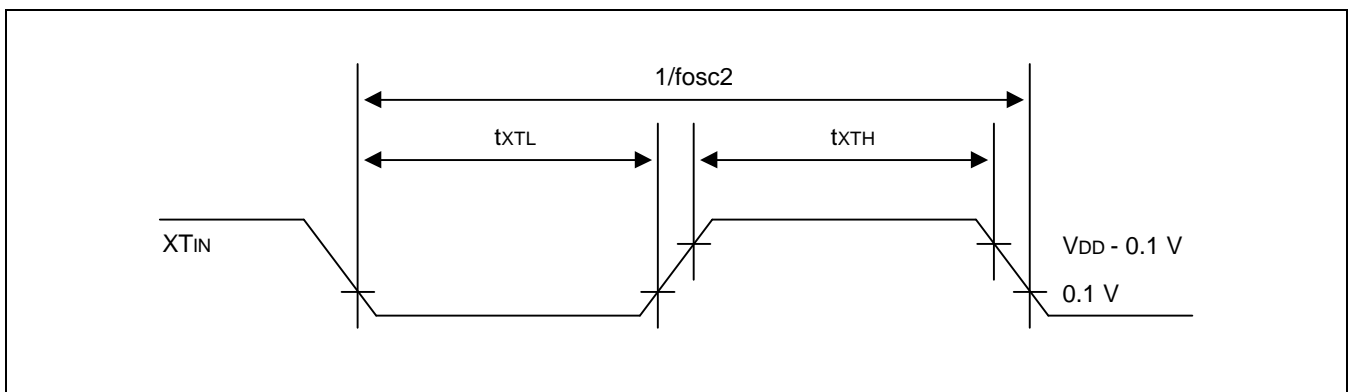 1/fosc2
tXTL
tXTH
XTIN
VDD - 0.1 V
0.1 V